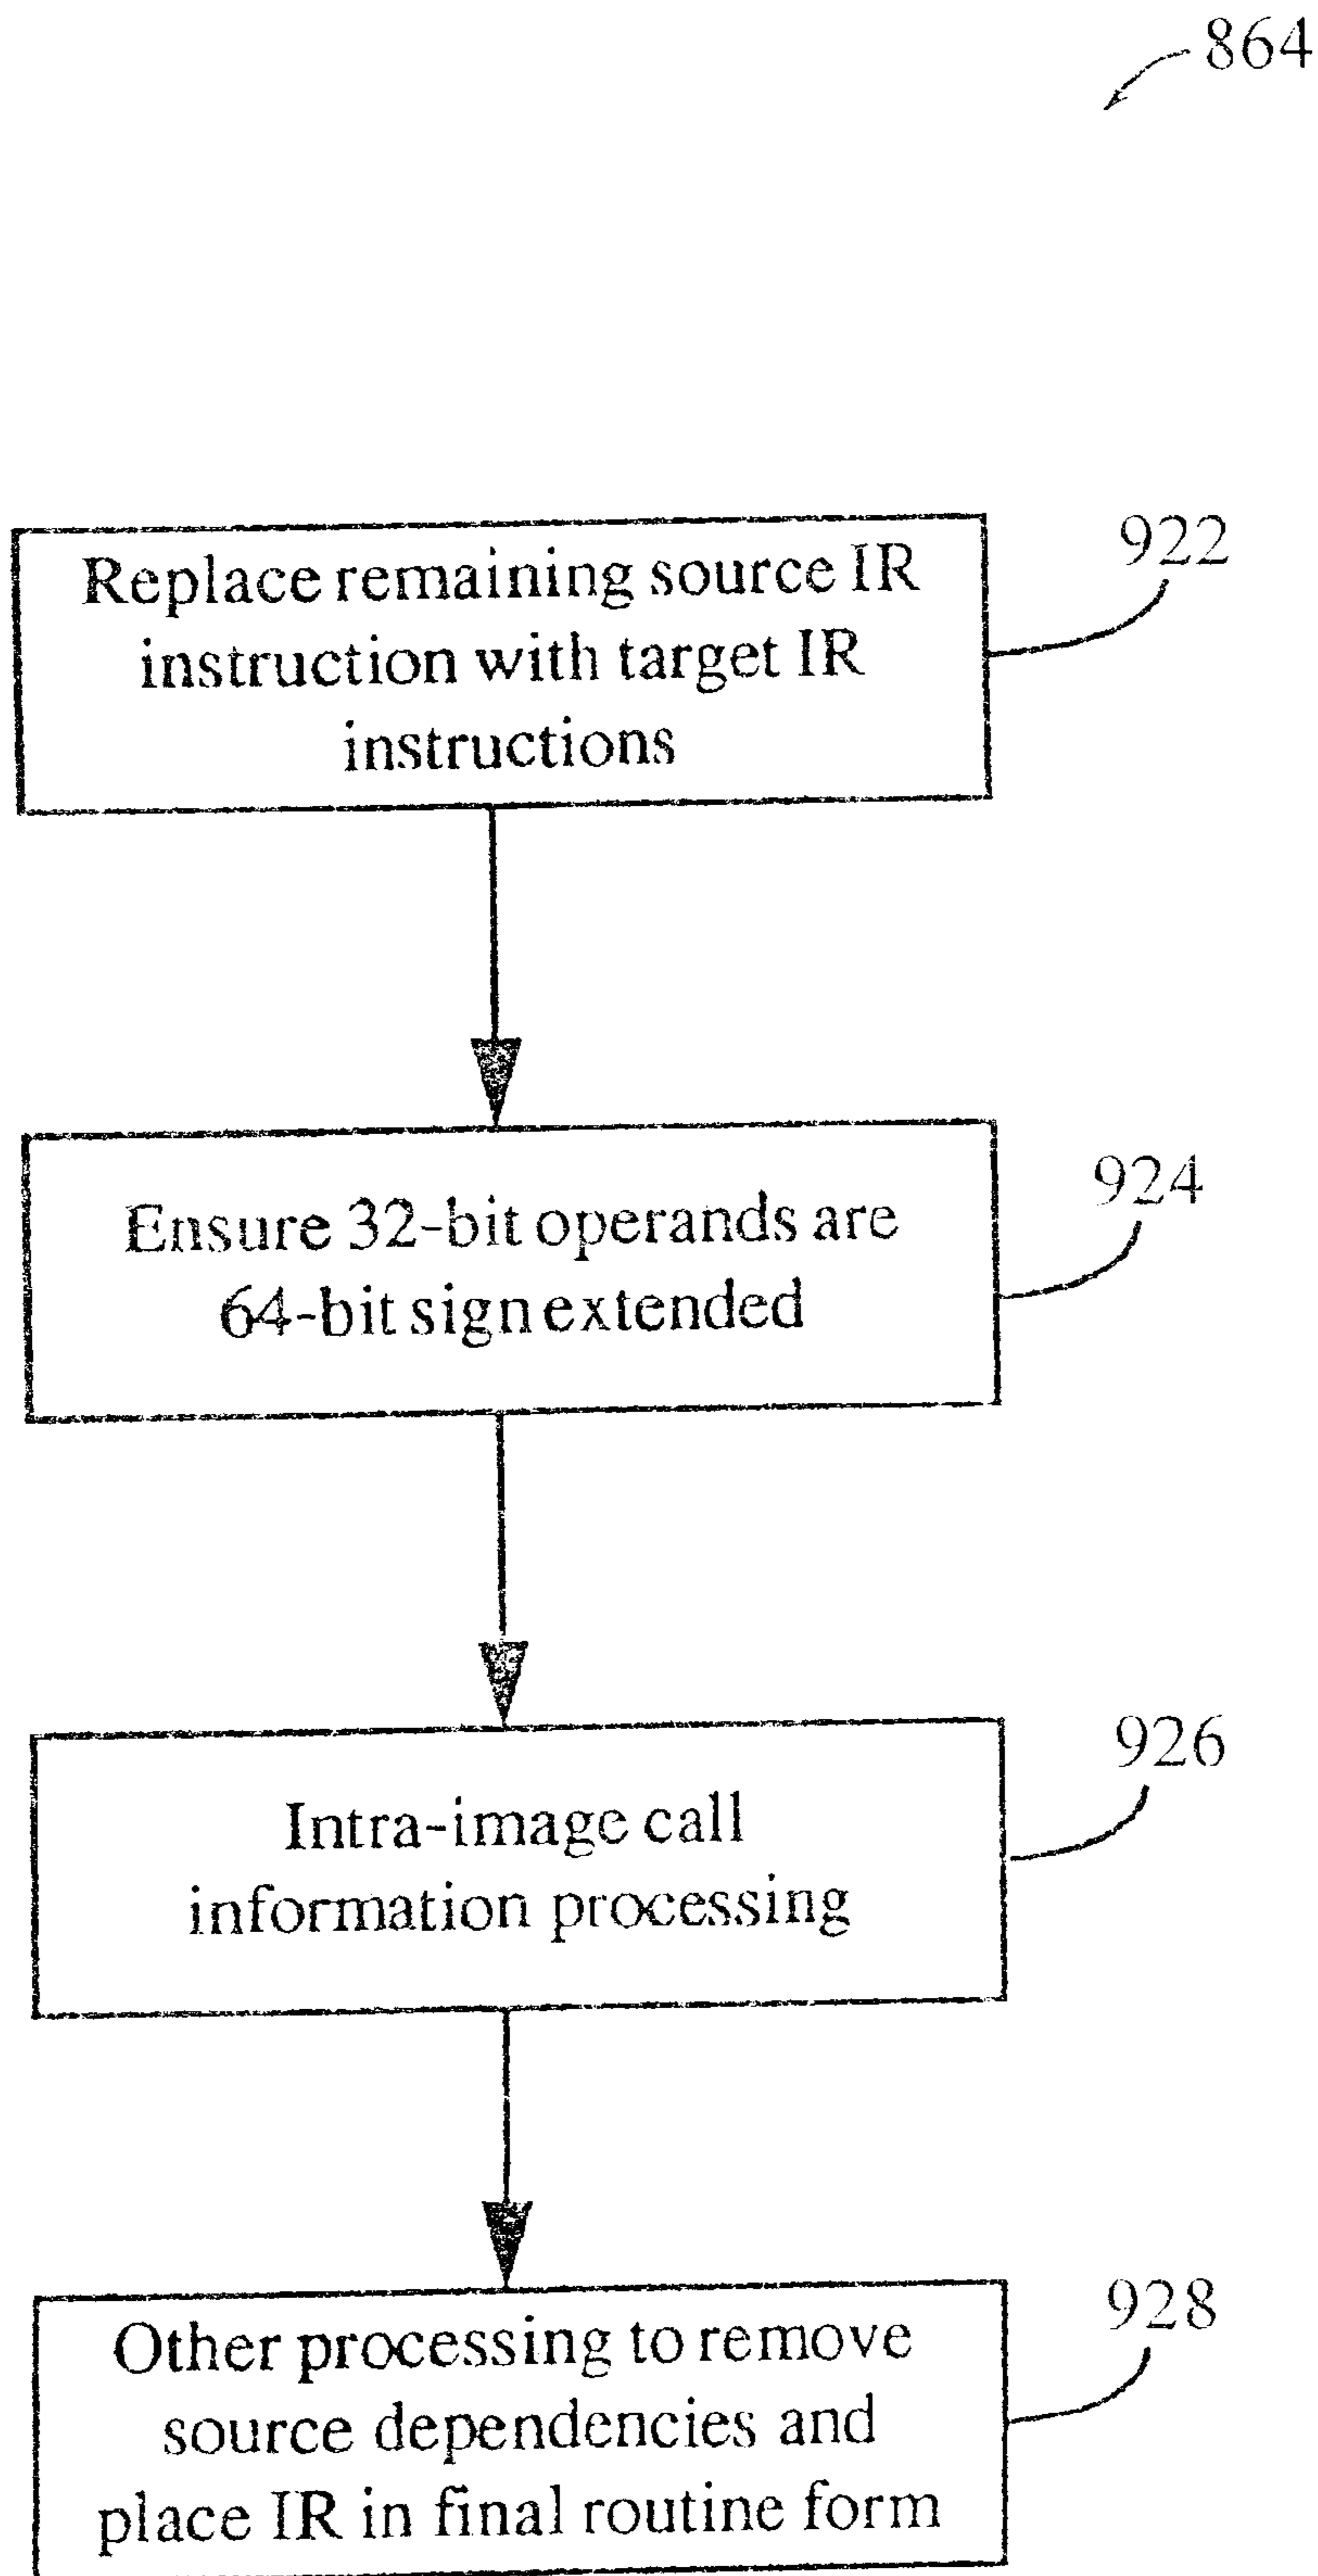 864
Replace remaining source IR
instruction with target IR
instructions
922
Ensure 32-bit operands are
64-bit sign extended
924
Intra-image call
information processing
926
Other processing to remove
source dependencies and
place IR in final routine form
928